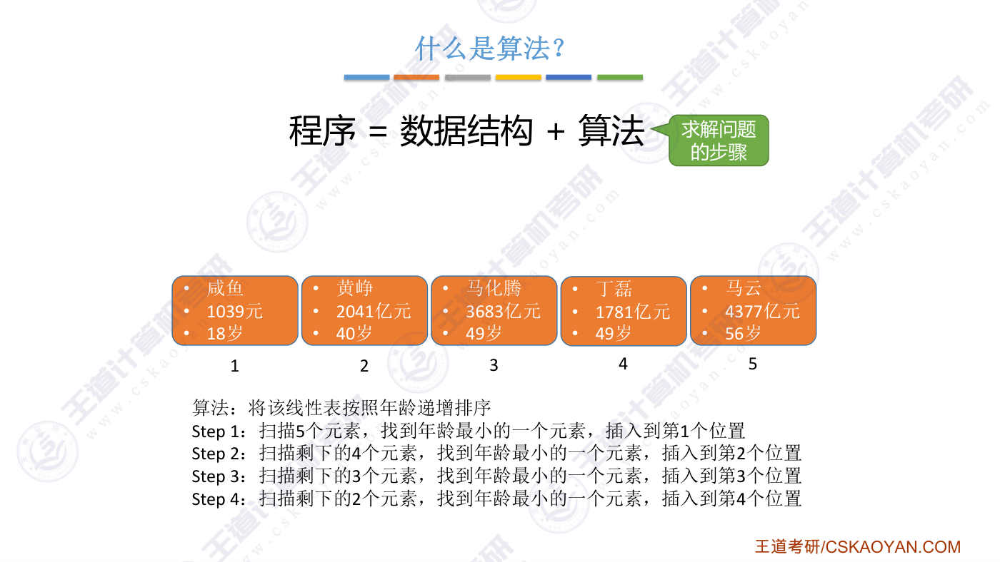 什么是算法？
程序 = 数据结构 + 算法
求解问题
的步骤
• 咸鱼
• 1039元
• 18岁
• 黄峥
• 2041亿元
• 40岁
• 马化腾
• 3683亿元
• 49岁
• 丁磊
• 1781亿元
• 49岁
• 马云
• 4377亿元
• 56岁
1
2
3
4
5
算法：将该线性表按照年龄递增排序
Step 1：扫描5个元素，找到年龄最小的一个元素，插入到第1个位置
Step 2：扫描剩下的4个元素，找到年龄最小的一个元素，插入到第2个位置
Step 3：扫描剩下的3个元素，找到年龄最小的一个元素，插入到第3个位置
Step 4：扫描剩下的2个元素，找到年龄最小的一个元素，插入到第4个位置
王道考研/CSKAOYAN.COM
王道计算机考研
www.cskaoyan.com